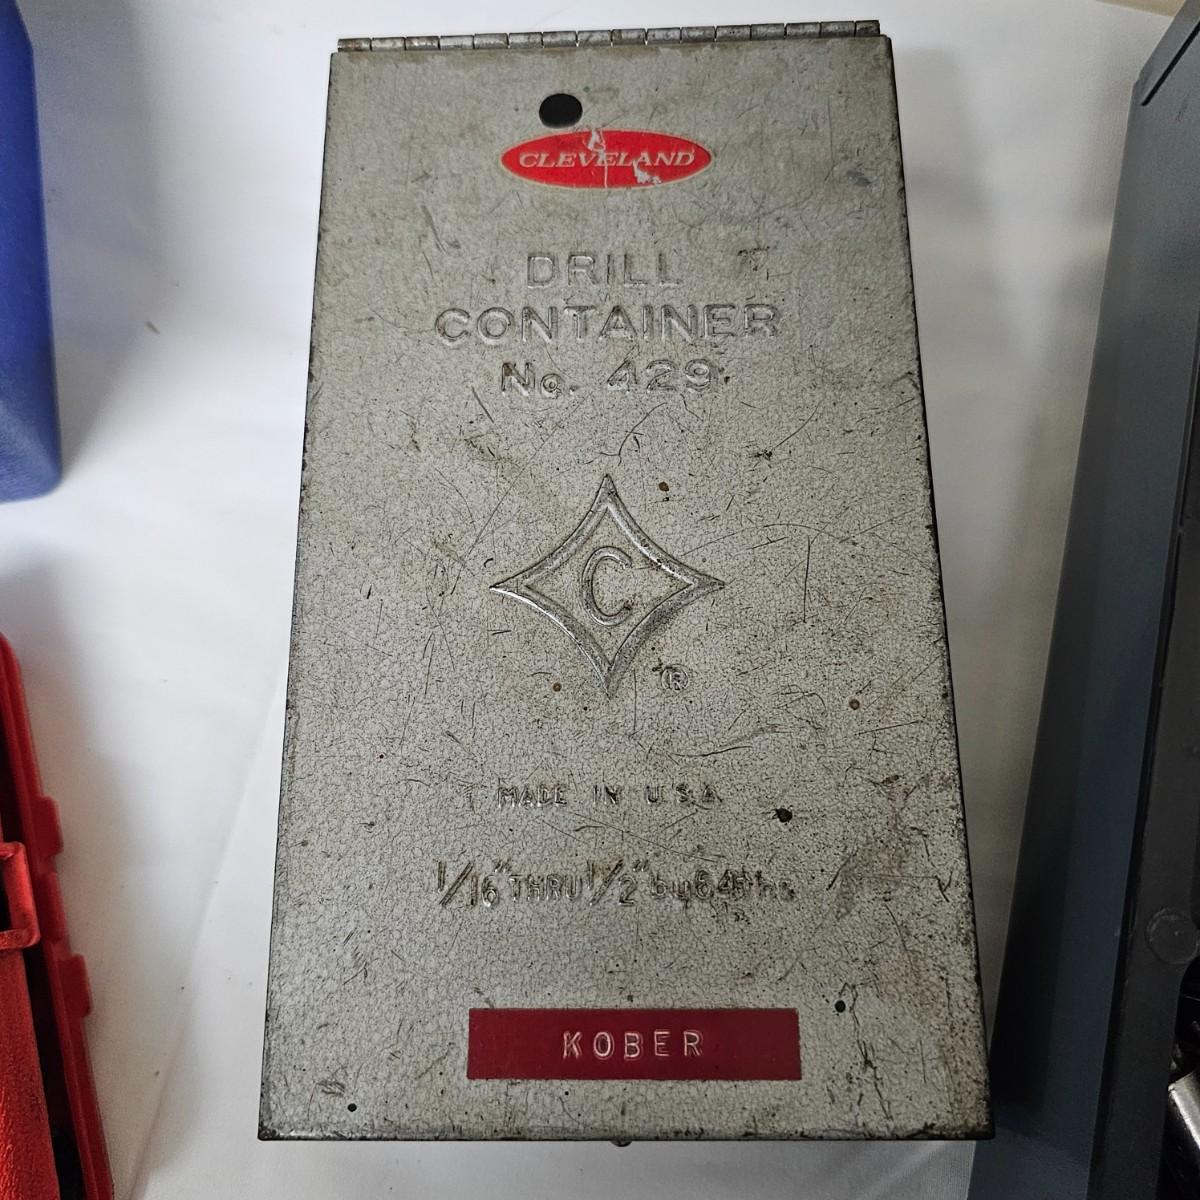 CLEVELAND
DRILL
CONTAINER
No. 429
C
®
MADE IN U.S.A.
1/16" THRU 1/2" by 64ths
KOBER